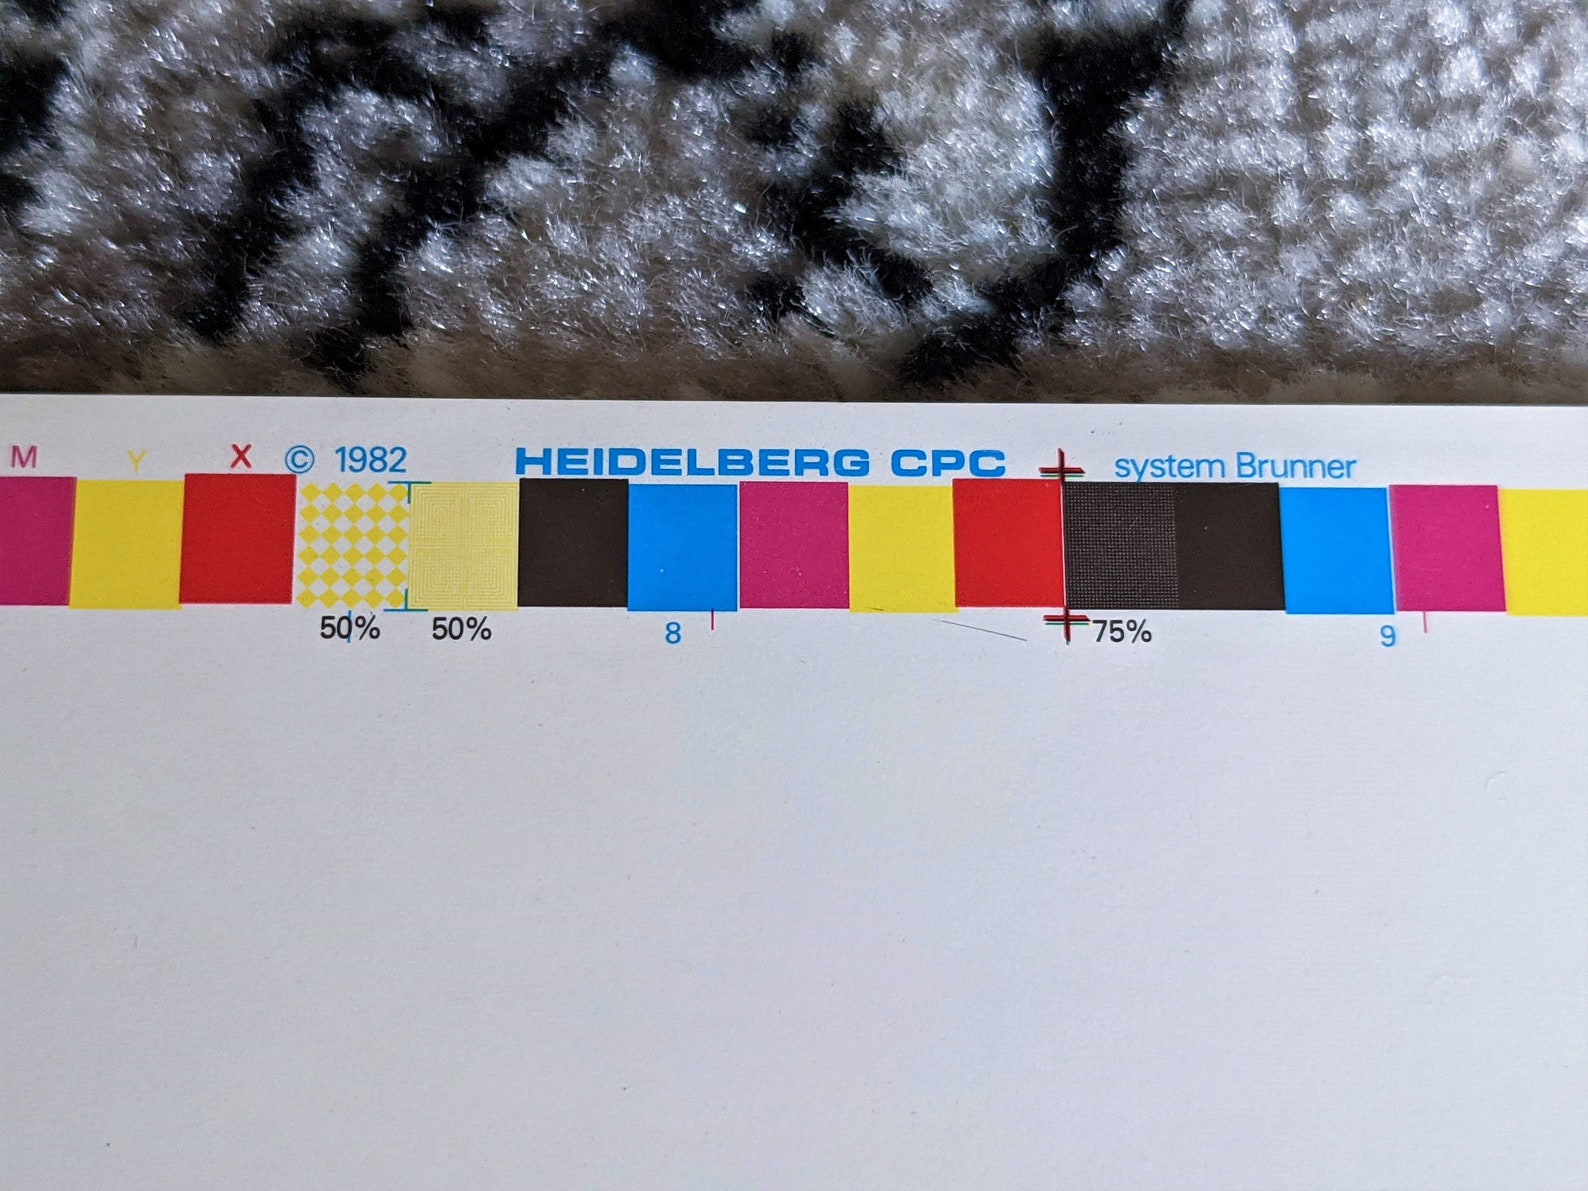 M Y X © 1982 HEIDELBERG CPC system Brunner
50% 50% 8 75% 9